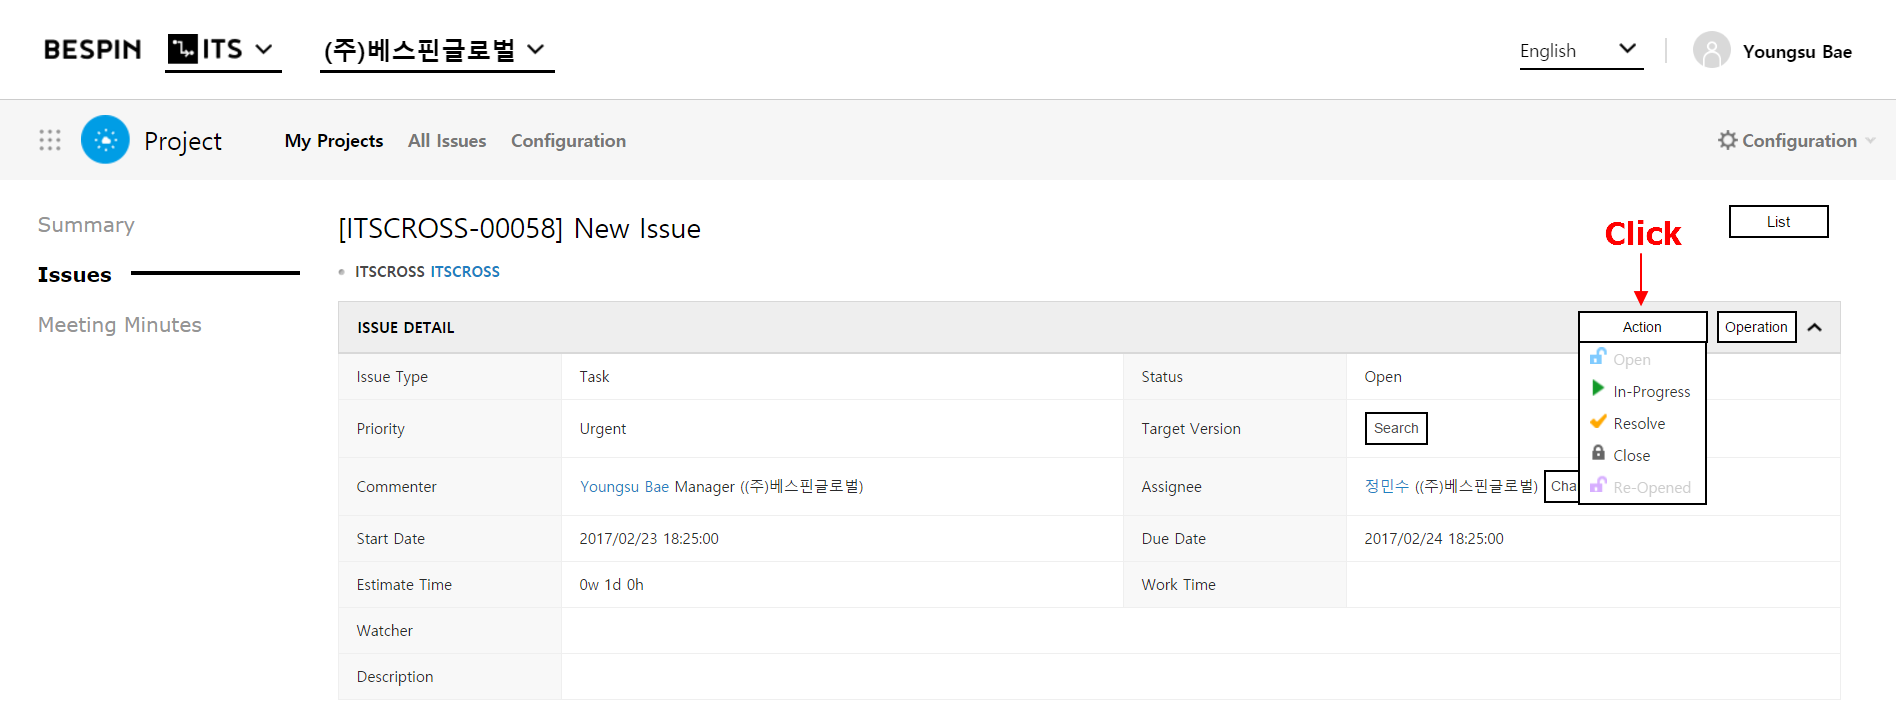 BESPIN ITS (주)베스핀글로벌 English Youngsu Bae
Project My Projects All Issues Configuration Configuration
Summary
Issues
Meeting Minutes
[ITSCROSS-00058] New Issue
Click
List
ITSCROSS ITSCROSS
ISSUE DETAIL Action Operation
Open
In-Progress
Resolve
Close
Re-Opened
Issue Type Task Status Open
Priority Urgent Target Version Search
Commenter Youngsu Bae Manager ((주)베스핀글로벌) Assignee 정민수 ((주)베스핀글로벌) Cha
Start Date 2017/02/23 18:25:00 Due Date 2017/02/24 18:25:00
Estimate Time 0w 1d 0h Work Time
Watcher
Description